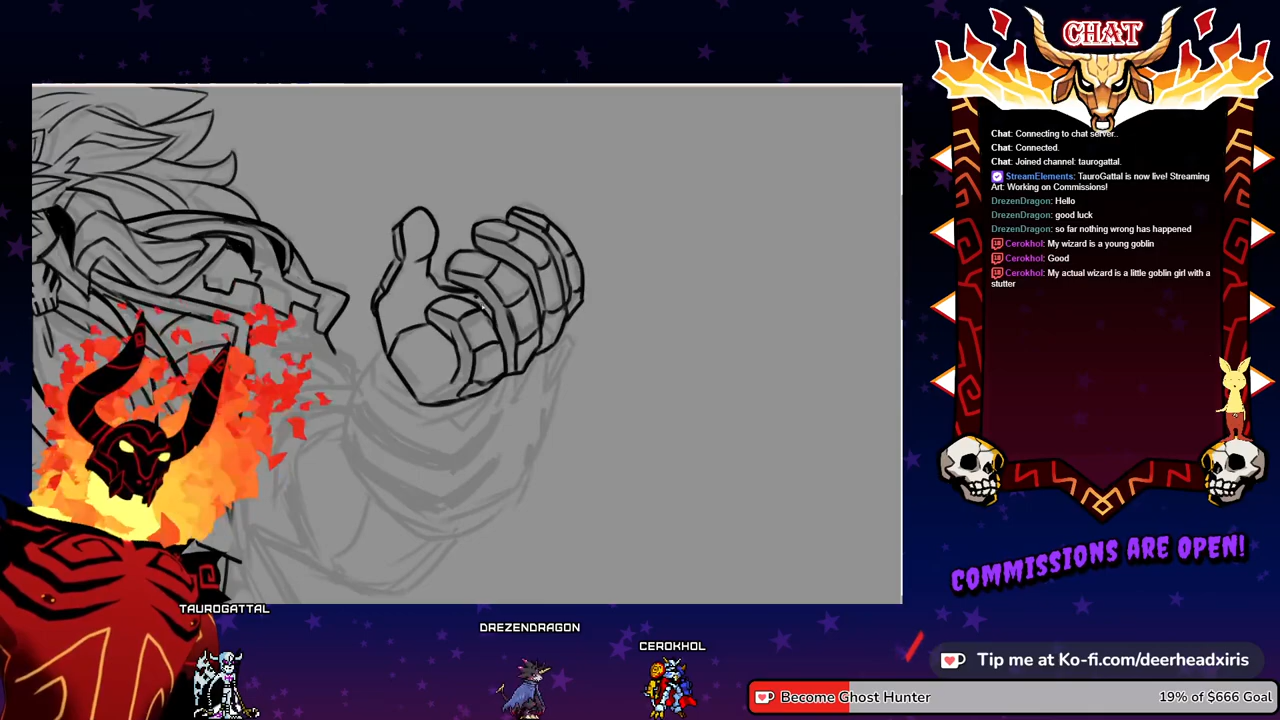 CHAT
Chat: Connecting to chat server..
Chat: Connected.
Chat: Joined channel: taurogattal.
StreamElements: TauroGattal is now live! Streaming
Art: Working on Commissions!
DrezenDragon: Hello
DrezenDragon: good luck
DrezenDragon: so far nothing wrong has happened
Cerokhol: My wizard is a young goblin
Cerokhol: Good
Cerokhol: My actual wizard is a little goblin girl with a
stutter
COMMISSIONS ARE OPEN!
TAUROGATTAL
DREZENDRAGON
CEROKHOL
Tip me at Ko-fi.com/deerheadxiris
Become Ghost Hunter 19% of $666 Goal